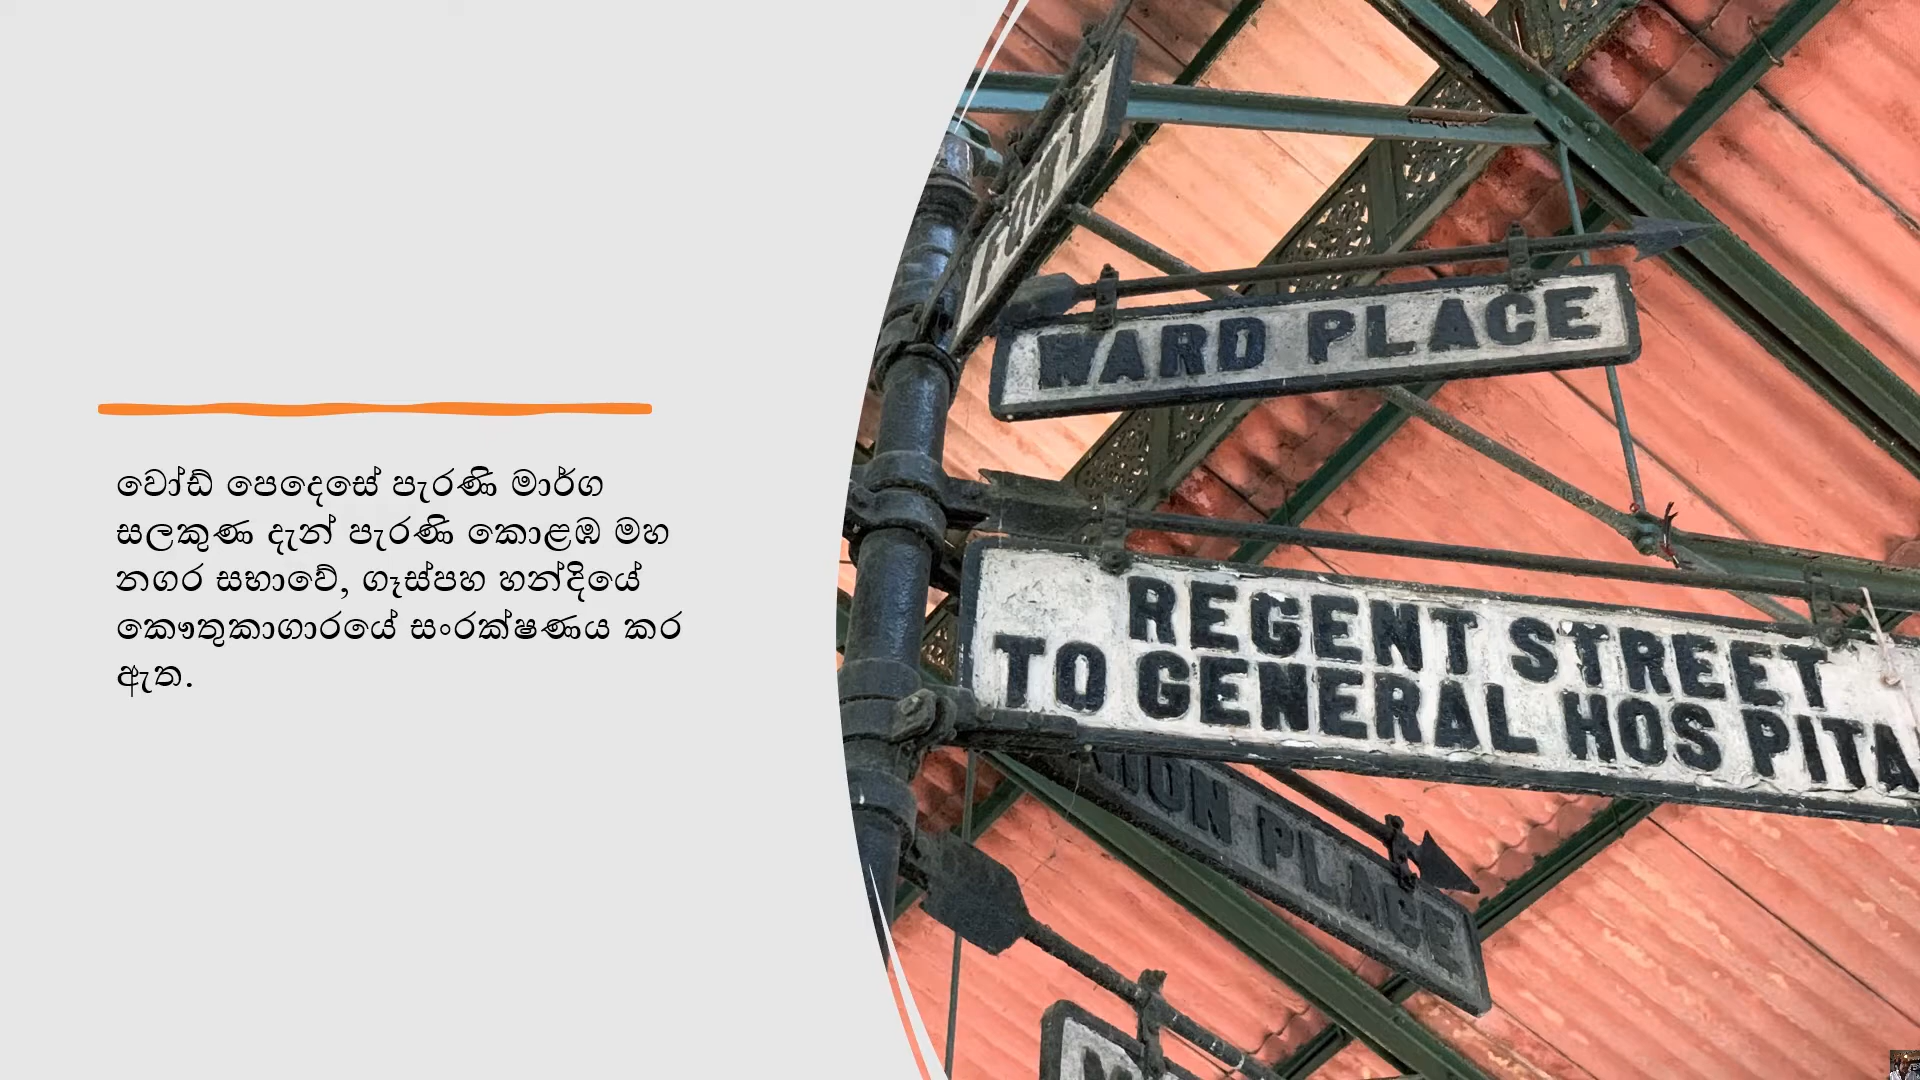 වෝඩ් පෙදෙසේ පැරණි මාර්ග
සලකුණ දැන් පැරණි කොළඹ මහ
නගර සභාවේ, ගෑස්පහ හන්දියේ
කෞතුකාගාරයේ සංරක්ෂණය කර
ඇත.
WARD PLACE
REGENT STREET
TO GENERAL
PLACE